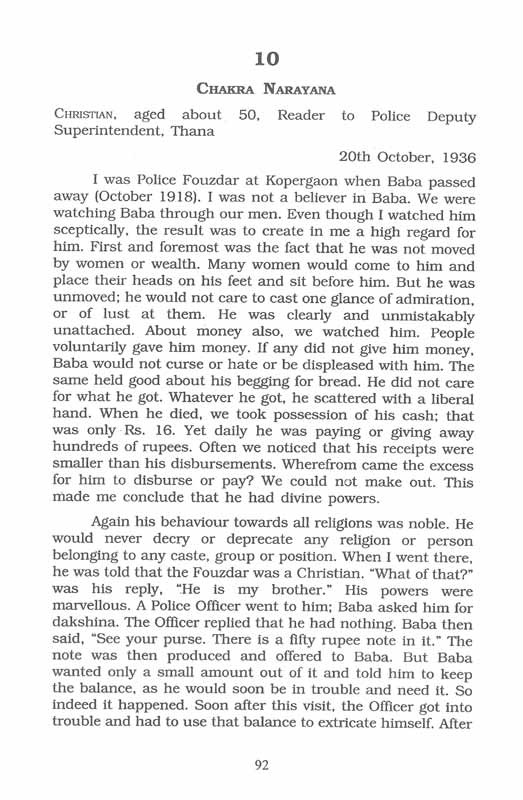 10
CHAKRA NARAYANA
CHRISTIAN, aged about 50, Reader to Police Deputy
Superintendent, Thana
20th October, 1936
I was Police Fouzdar at Kopergaon when Baba passed
away (October 1918). I was not a believer in Baba. We were
watching Baba through our men. Even though I watched him
sceptically, the result was to create in me a high regard for
him. First and foremost was the fact that he was not moved
by women or wealth. Many women would come to him and
place their heads on his feet and sit before him. But he was
unmoved; he would not care to cast one glance of admiration,
or of lust at them. He was clearly and unmistakably
unattached. About money also, we watched him. People
voluntarily gave him money. If any did not give him money,
Baba would not curse or hate or be displeased with him. The
same held good about his begging for bread. He did not care
for what he got. Whatever he got, he scattered with a liberal
hand. When he died, we took possession of his cash; that
was only Rs. 16. Yet daily he was paying or giving away
hundreds of rupees. Often we noticed that his receipts were
smaller than his disbursements. Wherefrom came the excess
for him to disburse or pay? We could not make out. This
made me conclude that he had divine powers.
Again his behaviour towards all religions was noble. He
would never decry or deprecate any religion or person
belonging to any caste, group or position. When I went there,
he was told that the Fouzdar was a Christian. “What of that?”
was his reply, “He is my brother.” His powers were
marvellous. A Police Officer went to him; Baba asked him for
dakshina. The Officer replied that he had nothing. Baba then
said, “See your purse. There is a fifty rupee note in it.” The
note was then produced and offered to Baba. But Baba
wanted only a small amount out of it and told him to keep
the balance, as he would soon be in trouble and need it. So
indeed it happened. Soon after this visit, the Officer got into
trouble and had to use that balance to extricate himself. After
92